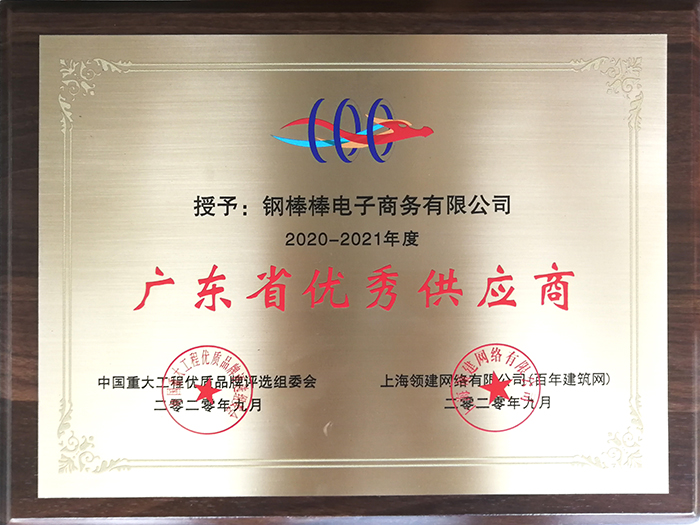 授予：钢棒棒电子商务有限公司
2020-2021年度
广东省优秀供应商
中国重大工程优质品牌评选组委会
二零二零年九月
上海领建网络有限公司(百年建筑网)
二零二零年九月